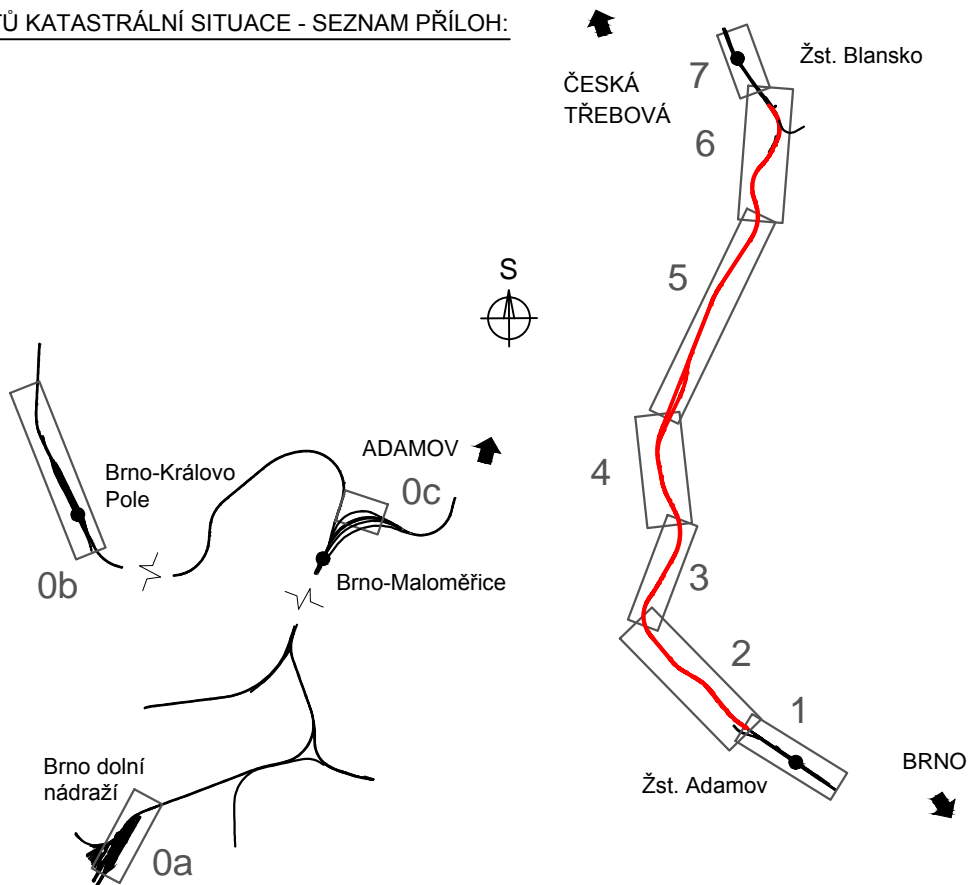 TŮ KATASTRÁLNÍ SITUACE - SEZNAM PŘÍLOH:
ČESKÁ
TŘEBOVÁ
7
Žst. Blansko
6
5
S
4
ADAMOV
0c
Brno-Královo
Pole
0b
Brno-Maloměřice
3
2
1
Brno dolní
nádraží
0a
Žst. Adamov
BRNO